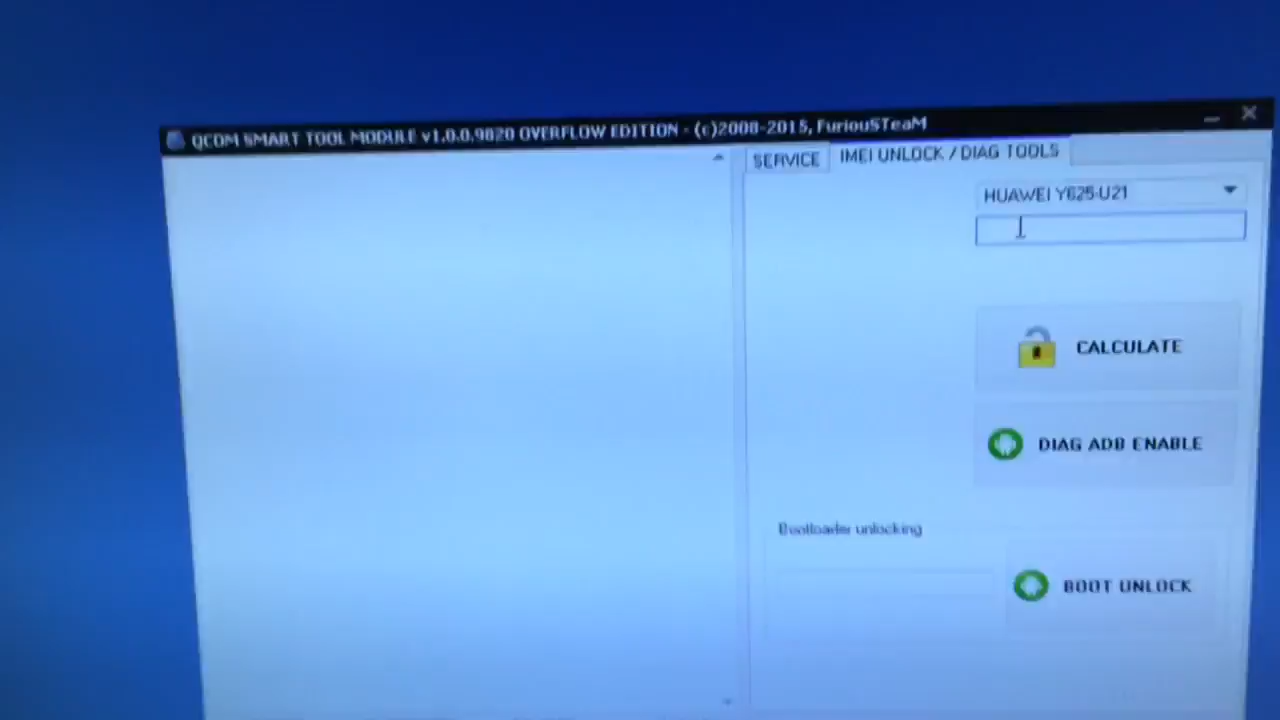 QCOM SMART TOOL MODULE v1.0.0.9820 OVERFLOW EDITION - (c)2008-2015, FuriouSTeaM
SERVICE
IMEI UNLOCK / DIAG TOOLS
HUAWEI Y625-U21
CALCULATE
DIAG ADB ENABLE
Bootloader unlocking
BOOT UNLOCK